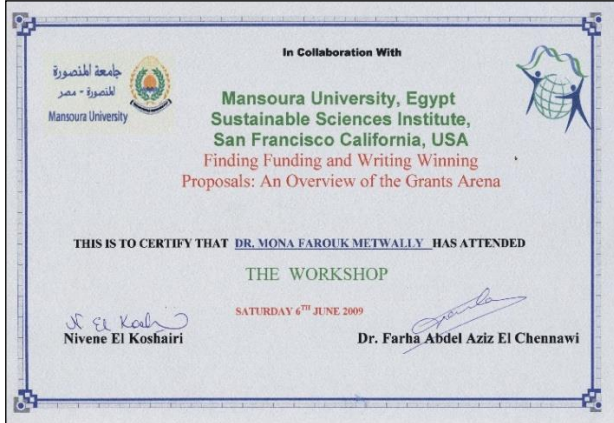 In Collaboration With
جامعة المنصورة
المنصورة - مصر
Mansoura University
Mansoura University, Egypt
Sustainable Sciences Institute,
San Francisco California, USA
Finding Funding and Writing Winning
Proposals: An Overview of the Grants Arena
THIS IS TO CERTIFY THAT DR. MONA FAROUK METWALLY HAS ATTENDED
THE WORKSHOP
SATURDAY 6TH JUNE 2009
N El Kosh
Nivene El Koshairi
Dr. Farha Abdel Aziz El Chennawi